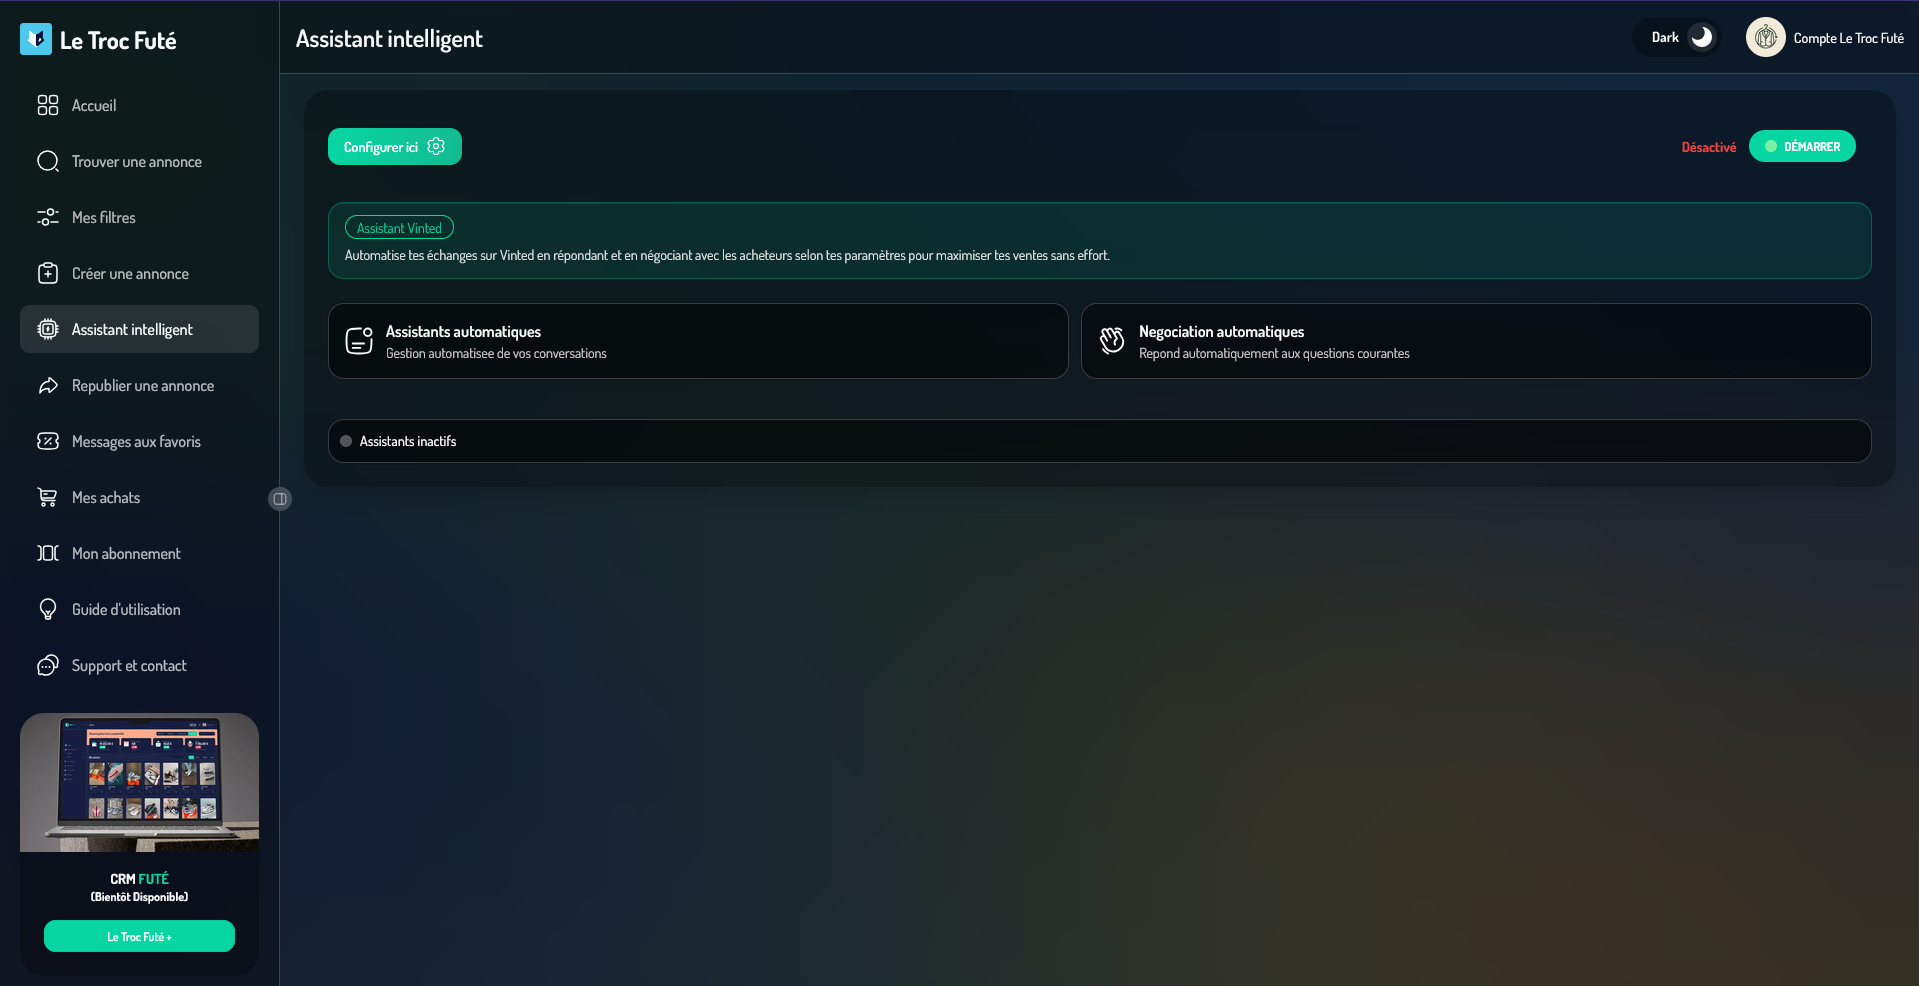 Le Troc Futé
Assistant intelligent
Dark
Compte Le Troc Futé
Accueil
Trouver une annonce
Mes filtres
Créer une annonce
Assistant intelligent
Republier une annonce
Messages aux favoris
Mes achats
Mon abonnement
Guide d'utilisation
Support et contact
CRM FUTÉ
(Bientôt Disponible)
Le Troc Futé +
Configurer ici
Désactivé
DÉMARRER
Assistant Vinted
Automatise tes échanges sur Vinted en répondant et en négociant avec les acheteurs selon tes paramètres pour maximiser tes ventes sans effort.
Assistants automatiques
Gestion automatisee de vos conversations
Negociation automatiques
Repond automatiquement aux questions courantes
Assistants inactifs